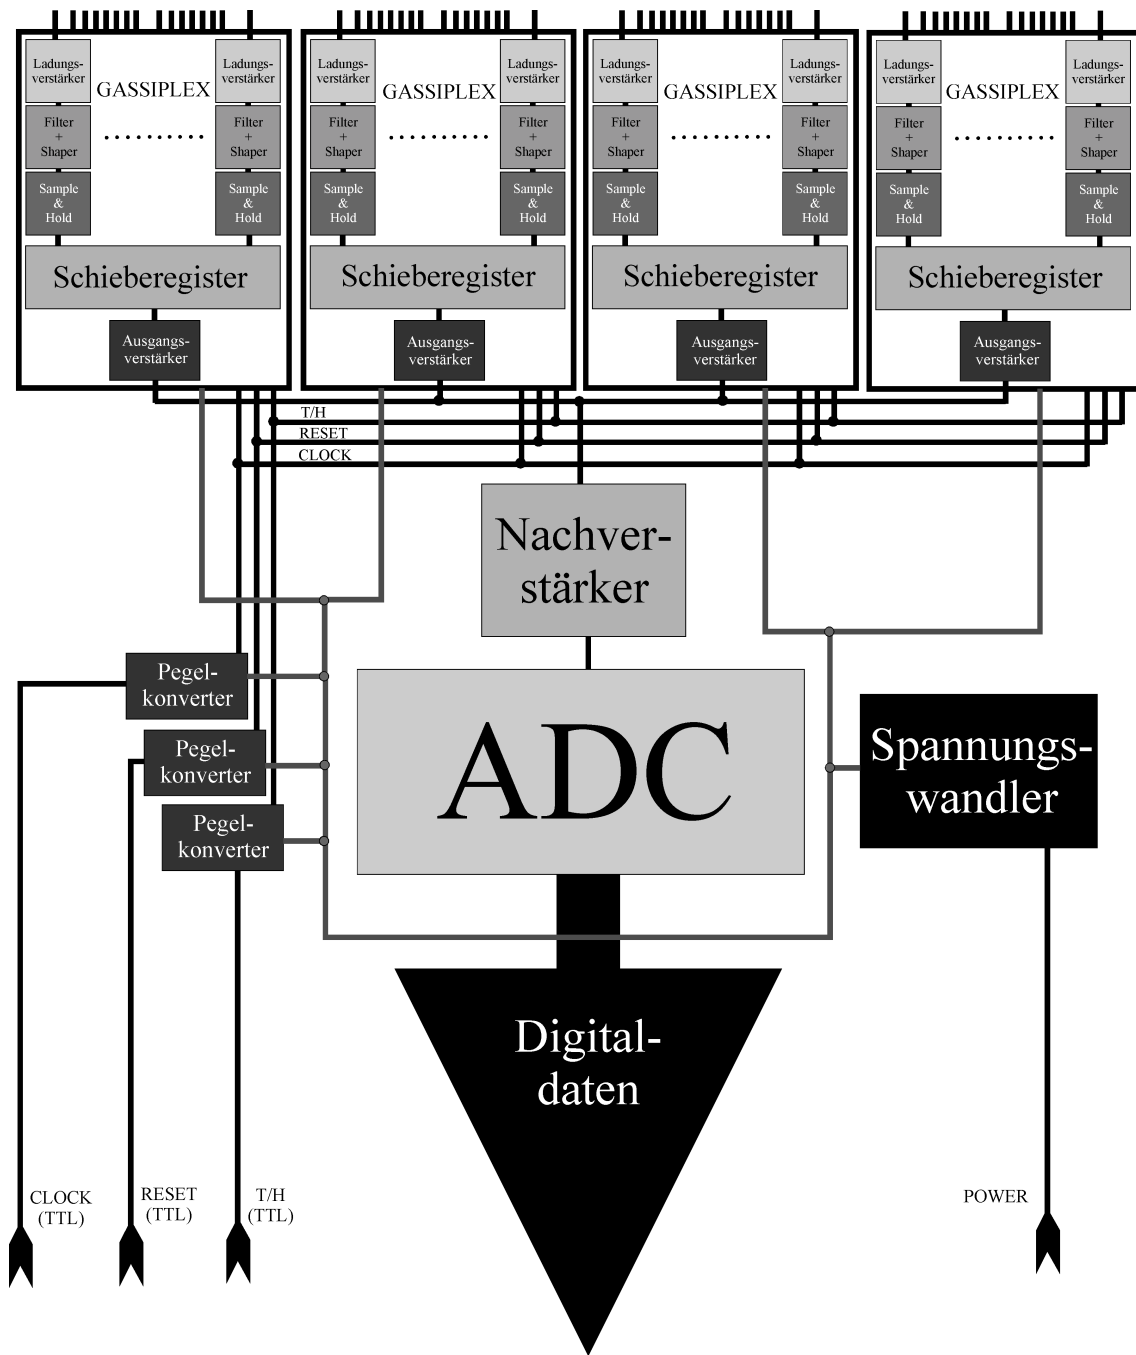 Ladungs-
verstärker
GASSIPLEX
Ladungs-
verstärker
Filter
+
Shaper
Filter
+
Shaper
Sample
&
Hold
Sample
&
Hold
Schieberegister
Ausgangs-
verstärker
Ladungs-
verstärker
GASSIPLEX
Ladungs-
verstärker
Filter
+
Shaper
Filter
+
Shaper
Sample
&
Hold
Sample
&
Hold
Schieberegister
Ausgangs-
verstärker
Ladungs-
verstärker
GASSIPLEX
Ladungs-
verstärker
Filter
+
Shaper
Filter
+
Shaper
Sample
&
Hold
Sample
&
Hold
Schieberegister
Ausgangs-
verstärker
Ladungs-
verstärker
GASSIPLEX
Ladungs-
verstärker
Filter
+
Shaper
Filter
+
Shaper
Sample
&
Hold
Sample
&
Hold
Schieberegister
Ausgangs-
verstärker
T/H
RESET
CLOCK
Nachver-
stärker
Pegel-
konverter
Pegel-
konverter
Pegel-
konverter
ADC
Spannungs-
wandler
Digital-
daten
CLOCK
(TTL)
RESET
(TTL)
T/H
(TTL)
POWER